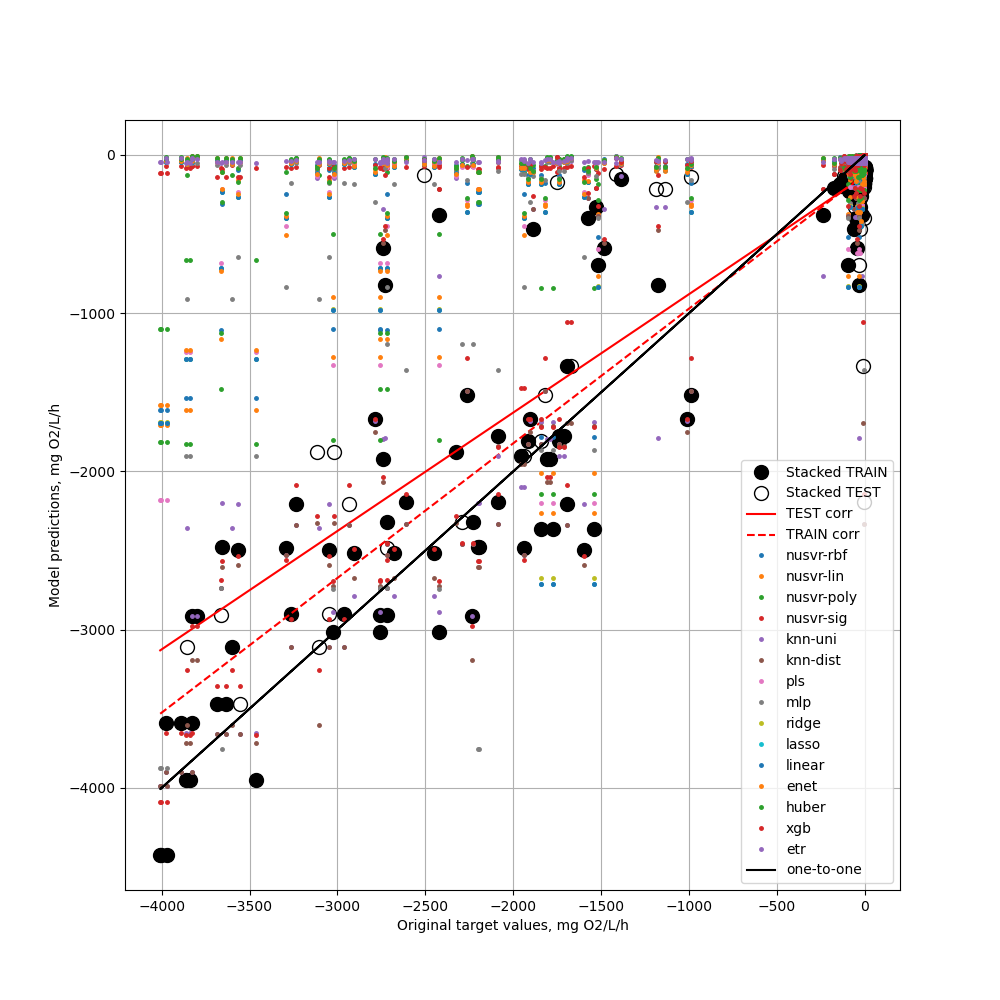 0
−1000
−2000
−3000
−4000
Model predictions, mg O2/L/h
−4000 −3500 −3000 −2500 −2000 −1500 −1000 −500 0
Original target values, mg O2/L/h
Stacked TRAIN
Stacked TEST
TEST corr
TRAIN corr
nusvr-rbf
nusvr-lin
nusvr-poly
nusvr-sig
knn-uni
knn-dist
pls
mlp
ridge
lasso
linear
enet
huber
xgb
etr
one-to-one